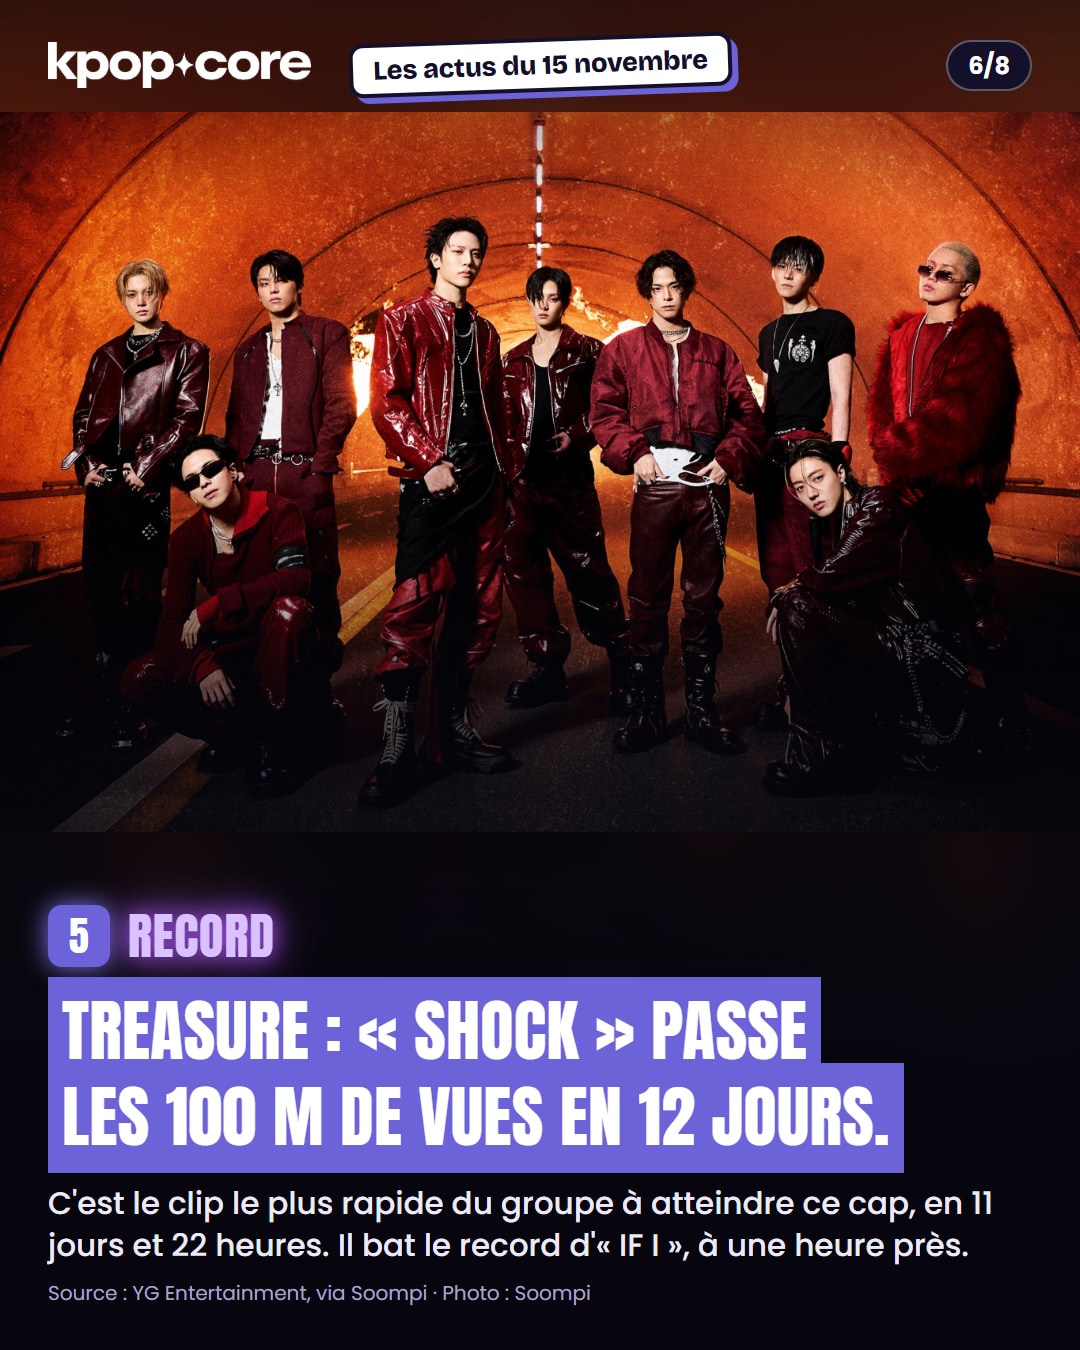 kpop✦core
Les actus du 15 novembre
6/8
5 RECORD
TREASURE : « SHOCK » PASSE
LES 100 M DE VUES EN 12 JOURS.
C'est le clip le plus rapide du groupe à atteindre ce cap, en 11
jours et 22 heures. Il bat le record d'« IF I », à une heure près.
Source : YG Entertainment, via Soompi · Photo : Soompi